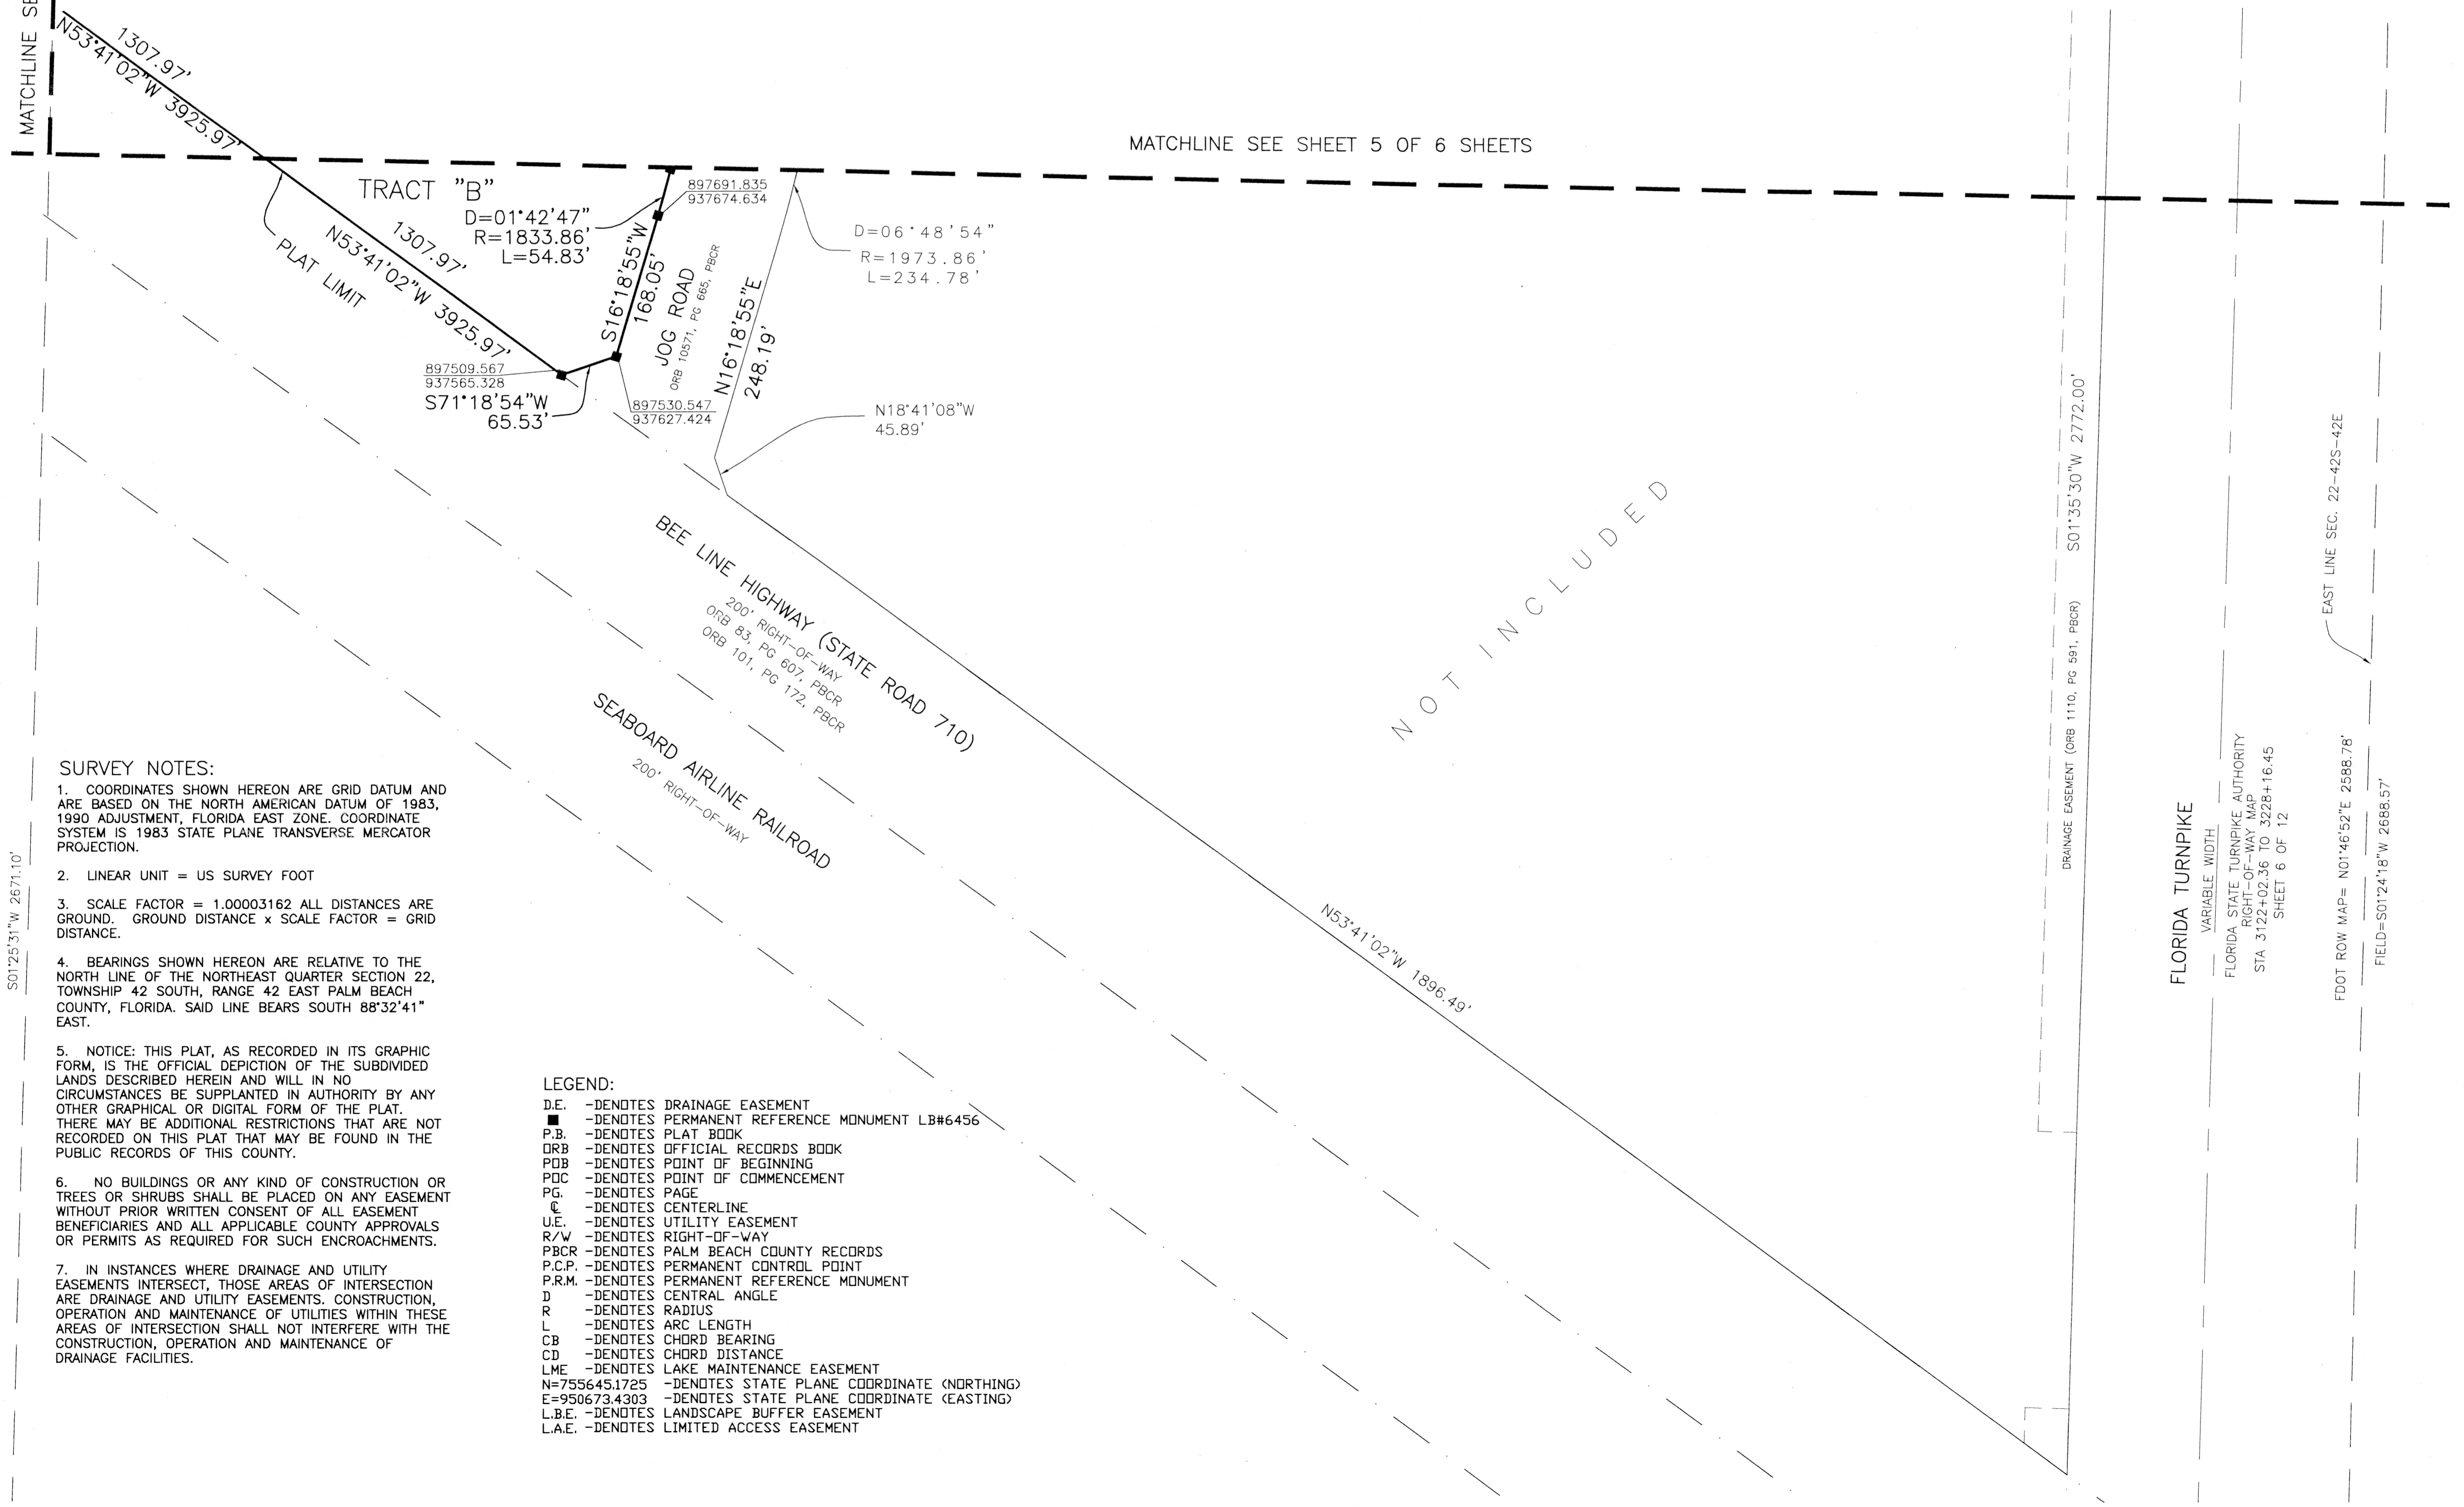 MATCHLINE
1307.97'
N53°41'02"W 3925.97'
MATCHLINE SEE SHEET 5 OF 6 SHEETS
TRACT "B"
D=01°42'47"
R=1833.86'
L=54.83'
897691.835
937674.634
PLAT LIMIT
1307.97'
N53°41'02"W 3925.97'
S16°18'55"W
168.05'
JOG ROAD
ORB 10571, PG 665, PBCR
N16°18'55"E
248.19'
D=06°48'54"
R=1973.86'
L=234.78'
897509.567
937565.328
S71°18'54"W
65.53'
897530.547
937627.424
N18°41'08"W
45.89'
BEE LINE HIGHWAY (STATE ROAD 710)
200' RIGHT-OF-WAY
ORB 83, PG 607, PBCR
ORB 101, PG 172, PBCR
SEABOARD AIRLINE RAILROAD
200' RIGHT-OF-WAY
NOT INCLUDED
N53°41'02"W 1896.49'
DRAINAGE EASEMENT (ORB 1110, PG 591, PBCR)
S01°35'30"W 2772.00'
FLORIDA TURNPIKE
VARIABLE WIDTH
FLORIDA STATE TURNPIKE AUTHORITY
RIGHT-OF-WAY MAP
STA 3122+02.36 TO 3228+16.45
SHEET 6 OF 12
EAST LINE SEC. 22-42S-42E
FDOT ROW MAP= N01°46'52"E 2588.78'
FIELD=S01°24'18"W 2688.57'
S01°25'31"W 2671.10'
SURVEY NOTES:
1. COORDINATES SHOWN HEREON ARE GRID DATUM AND
ARE BASED ON THE NORTH AMERICAN DATUM OF 1983,
1990 ADJUSTMENT, FLORIDA EAST ZONE. COORDINATE
SYSTEM IS 1983 STATE PLANE TRANSVERSE MERCATOR
PROJECTION.
2. LINEAR UNIT = US SURVEY FOOT
3. SCALE FACTOR = 1.00003162 ALL DISTANCES ARE
GROUND. GROUND DISTANCE x SCALE FACTOR = GRID
DISTANCE.
4. BEARINGS SHOWN HEREON ARE RELATIVE TO THE
NORTH LINE OF THE NORTHEAST QUARTER SECTION 22,
TOWNSHIP 42 SOUTH, RANGE 42 EAST PALM BEACH
COUNTY, FLORIDA. SAID LINE BEARS SOUTH 88°32'41"
EAST.
5. NOTICE: THIS PLAT, AS RECORDED IN ITS GRAPHIC
FORM, IS THE OFFICIAL DEPICTION OF THE SUBDIVIDED
LANDS DESCRIBED HEREIN AND WILL IN NO
CIRCUMSTANCES BE SUPPLANTED IN AUTHORITY BY ANY
OTHER GRAPHICAL OR DIGITAL FORM OF THE PLAT.
THERE MAY BE ADDITIONAL RESTRICTIONS THAT ARE NOT
RECORDED ON THIS PLAT THAT MAY BE FOUND IN THE
PUBLIC RECORDS OF THIS COUNTY.
6. NO BUILDINGS OR ANY KIND OF CONSTRUCTION OR
TREES OR SHRUBS SHALL BE PLACED ON ANY EASEMENT
WITHOUT PRIOR WRITTEN CONSENT OF ALL EASEMENT
BENEFICIARIES AND ALL APPLICABLE COUNTY APPROVALS
OR PERMITS AS REQUIRED FOR SUCH ENCROACHMENTS.
7. IN INSTANCES WHERE DRAINAGE AND UTILITY
EASEMENTS INTERSECT, THOSE AREAS OF INTERSECTION
ARE DRAINAGE AND UTILITY EASEMENTS. CONSTRUCTION,
OPERATION AND MAINTENANCE OF UTILITIES WITHIN THESE
AREAS OF INTERSECTION SHALL NOT INTERFERE WITH THE
CONSTRUCTION, OPERATION AND MAINTENANCE OF
DRAINAGE FACILITIES.
LEGEND:
D.E. -DENOTES DRAINAGE EASEMENT
■ -DENOTES PERMANENT REFERENCE MONUMENT LB#6456
P.B. -DENOTES PLAT BOOK
ORB -DENOTES OFFICIAL RECORDS BOOK
POB -DENOTES POINT OF BEGINNING
POC -DENOTES POINT OF COMMENCEMENT
PG. -DENOTES PAGE
℄ -DENOTES CENTERLINE
U.E. -DENOTES UTILITY EASEMENT
R/W -DENOTES RIGHT-OF-WAY
PBCR -DENOTES PALM BEACH COUNTY RECORDS
P.C.P. -DENOTES PERMANENT CONTROL POINT
P.R.M. -DENOTES PERMANENT REFERENCE MONUMENT
D -DENOTES CENTRAL ANGLE
R -DENOTES RADIUS
L -DENOTES ARC LENGTH
CB -DENOTES CHORD BEARING
CD -DENOTES CHORD DISTANCE
LME -DENOTES LAKE MAINTENANCE EASEMENT
N=755645.1725 -DENOTES STATE PLANE COORDINATE (NORTHING)
E=950673.4303 -DENOTES STATE PLANE COORDINATE (EASTING)
L.B.E. -DENOTES LANDSCAPE BUFFER EASEMENT
L.A.E. -DENOTES LIMITED ACCESS EASEMENT